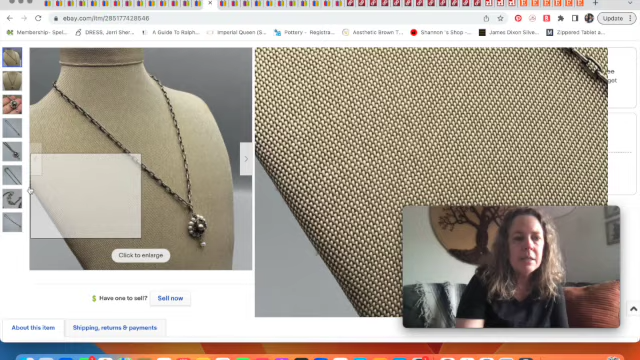 ebay.com/itm/285177428546
Update
Membership- Spel...
DRESS, Jerri Sherr...
A Guide To Ralph...
Imperial Queen (S...
Pottery - Registra...
Aesthetic Brown T...
Shannon 's Shop -...
James Dixon Silve...
Zippered Tablet a...
Click to enlarge
Have one to sell?
Sell now
About this item
Shipping, returns & payments